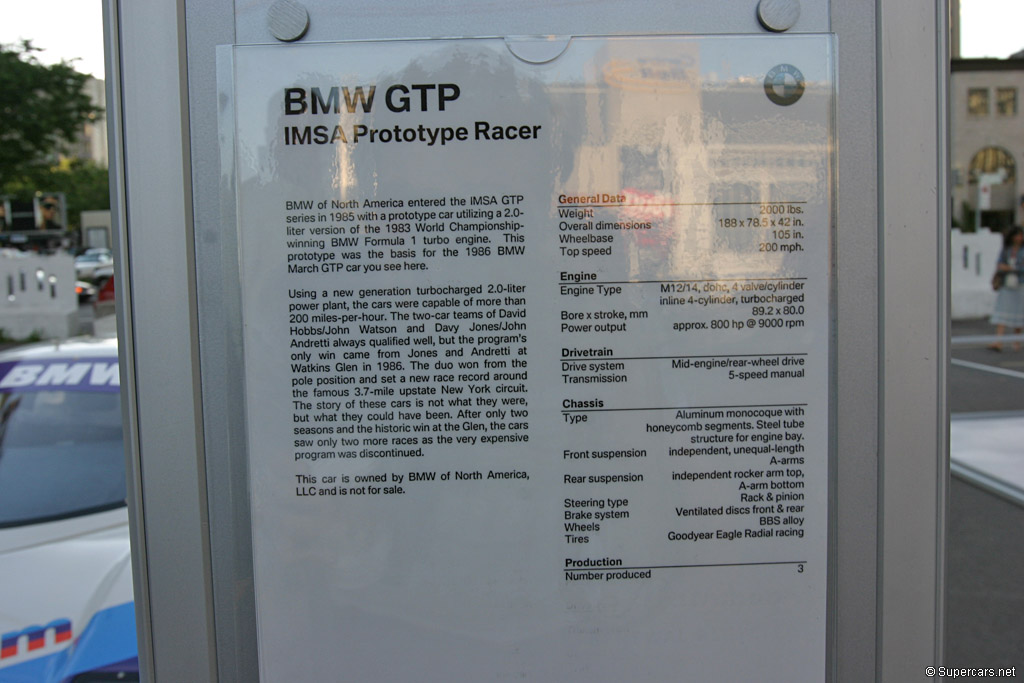 BMW GTP
IMSA Prototype Racer
BMW of North America entered the IMSA GTP
series in 1985 with a prototype car utilizing a 2.0-
liter version of the 1983 World Championship-
winning BMW Formula 1 turbo engine. This
prototype was the basis for the 1986 BMW
March GTP car you see here.
Using a new generation turbocharged 2.0-liter
power plant, the cars were capable of more than
200 miles-per-hour. The two-car teams of David
Hobbs/John Watson and Davy Jones/John
Andretti always qualified well, but the program's
only win came from Jones and Andretti at
Watkins Glen in 1986. The duo won from the
pole position and set a new race record around
the famous 3.7-mile upstate New York circuit.
The story of these cars is not what they were,
but what they could have been. After only two
seasons and the historic win at the Glen, the cars
saw only two more races as the very expensive
program was discontinued.
This car is owned by BMW of North America,
LLC and is not for sale.
General Data
Weight 2000 lbs.
Overall dimensions 188 x 78.5 x 42 in.
Wheelbase 105 in.
Top speed 200 mph.
Engine
Engine Type M12/14, dohc, 4 valve/cylinder
inline 4-cylinder, turbocharged
Bore x stroke, mm 89.2 x 80.0
Power output approx. 800 hp @ 9000 rpm
Drivetrain
Drive system Mid-engine/rear-wheel drive
Transmission 5-speed manual
Chassis
Type Aluminum monocoque with
honeycomb segments. Steel tube
structure for engine bay.
Front suspension independent, unequal-length
A-arms
Rear suspension independent rocker arm top,
A-arm bottom
Steering type Rack & pinion
Brake system Ventilated discs front & rear
Wheels BBS alloy
Tires Goodyear Eagle Radial racing
Production
Number produced 3
BMW
© Supercars.net